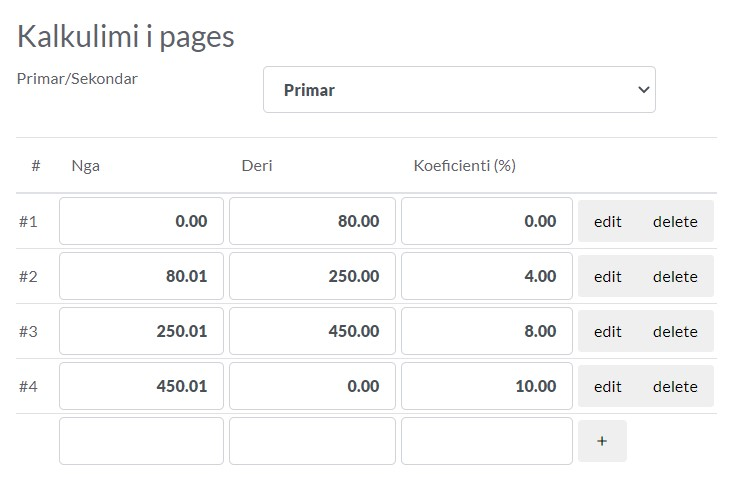 Kalkulimi i pages
Primar/Sekondar
Primar
# Nga Deri Koeficienti (%)
#1 0.00 80.00 0.00 edit delete
#2 80.01 250.00 4.00 edit delete
#3 250.01 450.00 8.00 edit delete
#4 450.01 0.00 10.00 edit delete
+